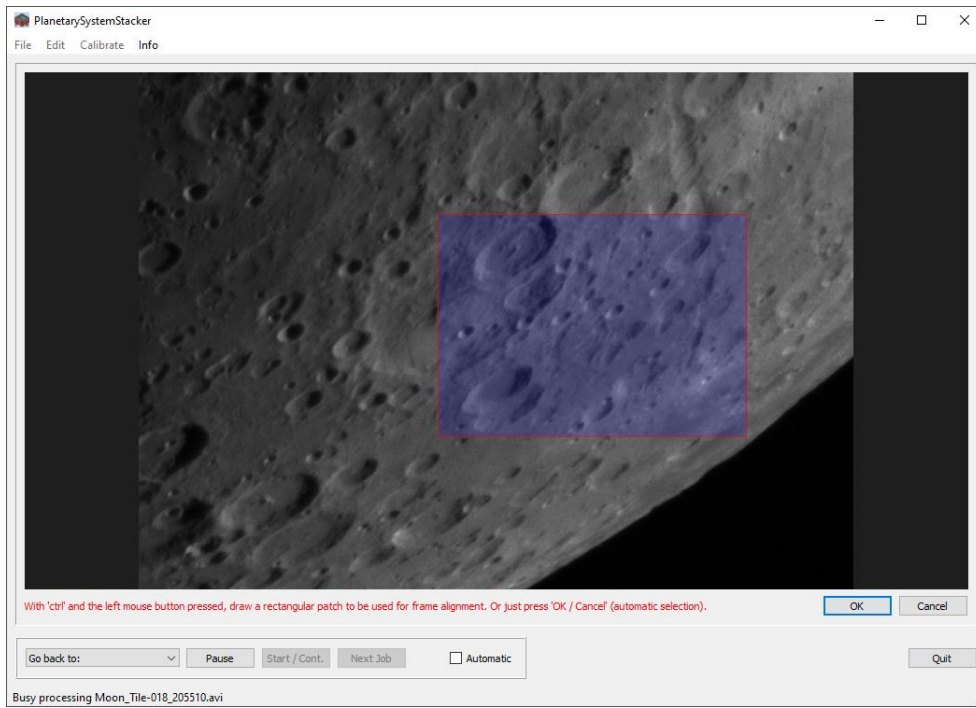 PlanetarySystemStacker
File Edit Calibrate Info
With 'ctrl' and the left mouse button pressed, draw a rectangular patch to be used for frame alignment. Or just press 'OK / Cancel' (automatic selection).
OK Cancel
Go back to: Pause Start / Cont. Next Job Automatic Quit
Busy processing Moon_Tile-018_205510.avi